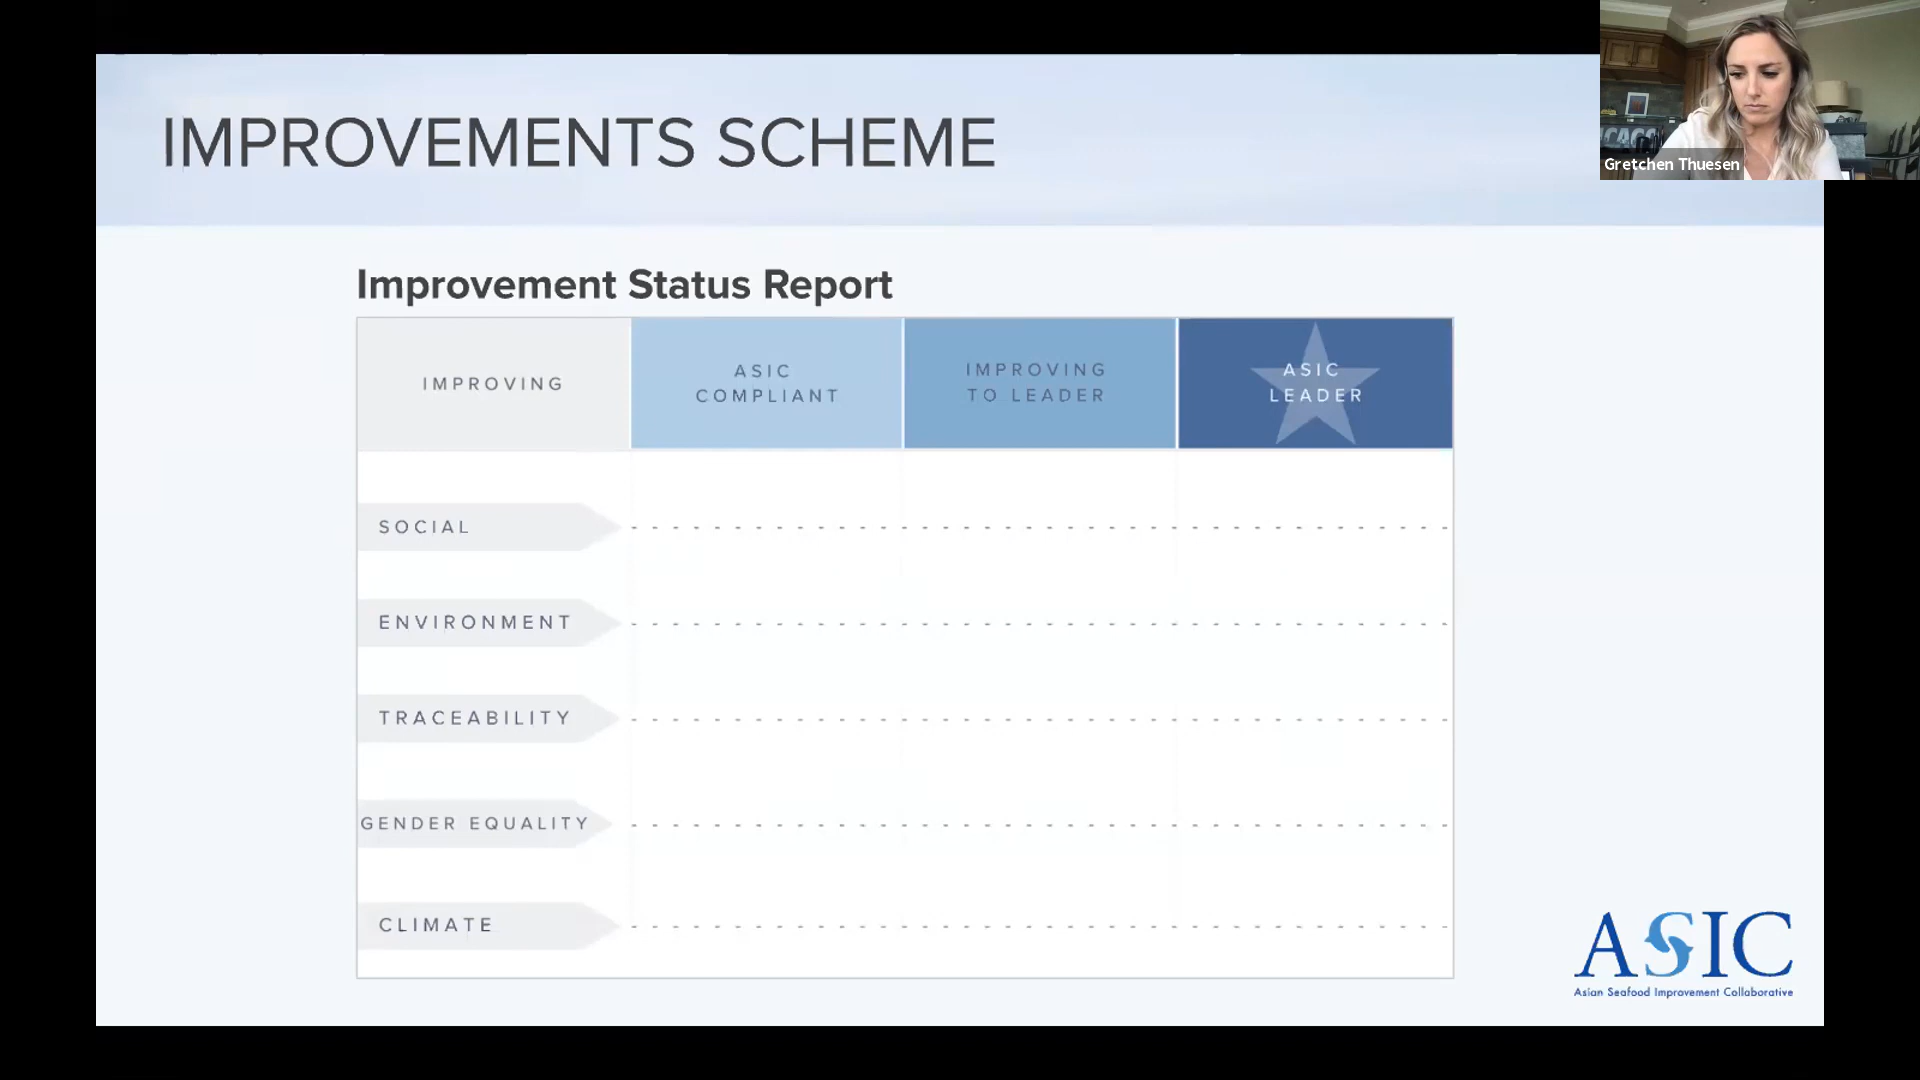 IMPROVEMENTS SCHEME
Gretchen Thuesen
Improvement Status Report
IMPROVING
ASIC
COMPLIANT
IMPROVING
TO LEADER
ASIC
LEADER
SOCIAL
ENVIRONMENT
TRACEABILITY
GENDER EQUALITY
CLIMATE
ASIC
Asian Seafood Improvement Collaborative